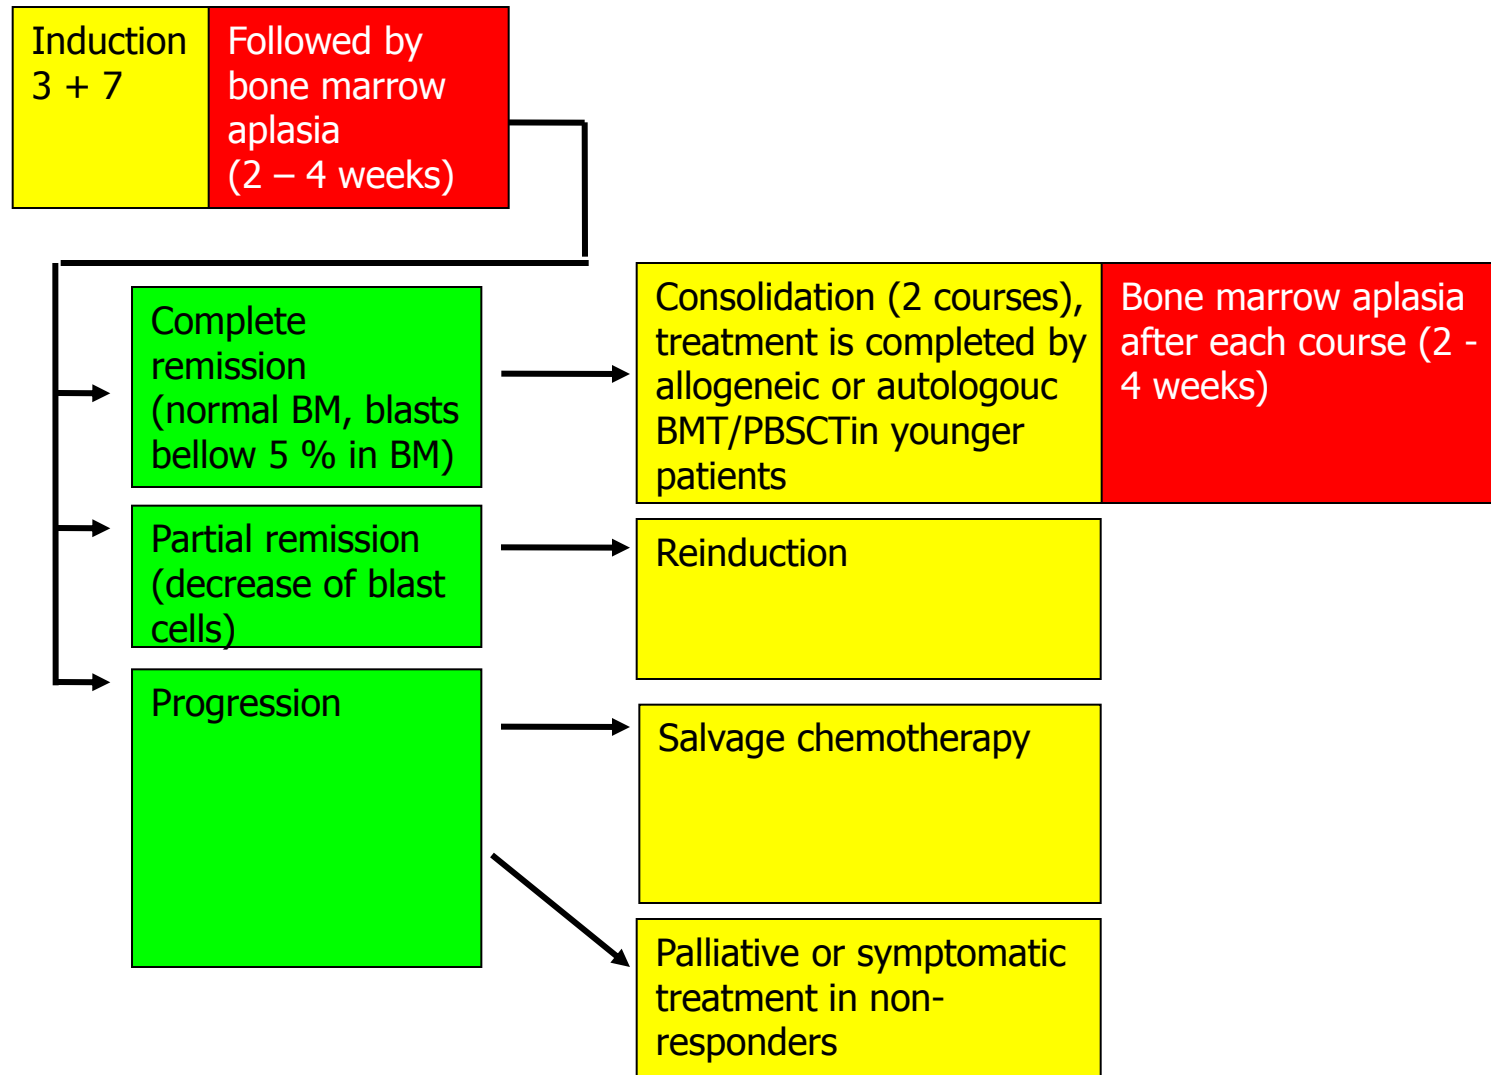 Induction
3 + 7
Followed by
bone marrow
aplasia
(2 – 4 weeks)
Complete
remission
(normal BM, blasts
bellow 5 % in BM)
Consolidation (2 courses),
treatment is completed by
allogeneic or autologouc
BMT/PBSCTin younger
patients
Bone marrow aplasia
after each course (2 -
4 weeks)
Partial remission
(decrease of blast
cells)
Reinduction
Progression
Salvage chemotherapy
Palliative or symptomatic
treatment in non-
responders